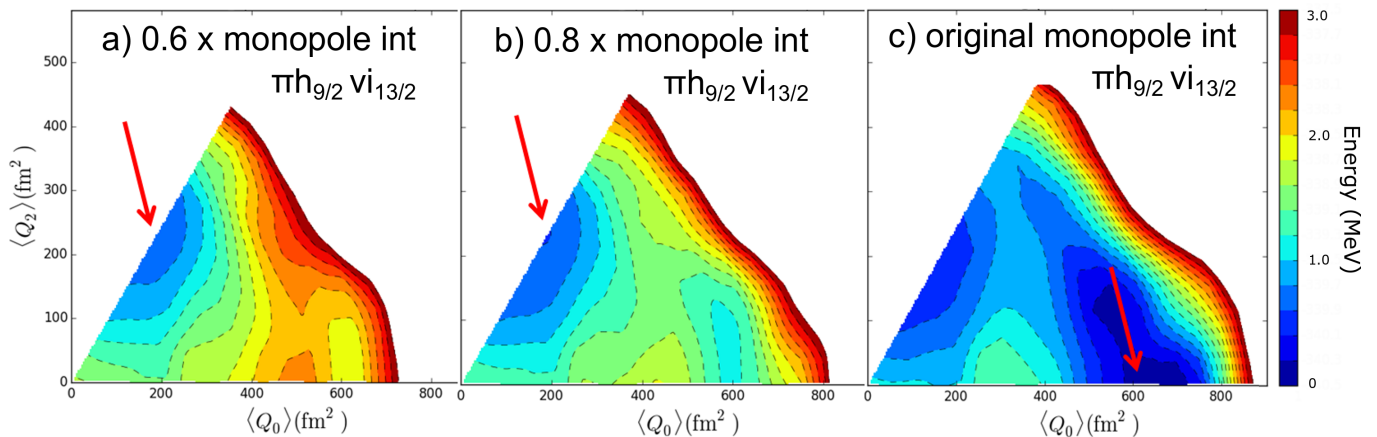 a) 0.6 x monopole int
πh9/2 νi13/2
b) 0.8 x monopole int
πh9/2 νi13/2
c) original monopole int
πh9/2 νi13/2
500
400
300
200
100
0
⟨Q2⟩(fm²)
0 200 400 600 800
⟨Q0⟩(fm²)
0 200 400 600 800
⟨Q0⟩(fm²)
0 200 400 600 800
⟨Q0⟩(fm²)
3.0
2.0
1.0
0
Energy (MeV)